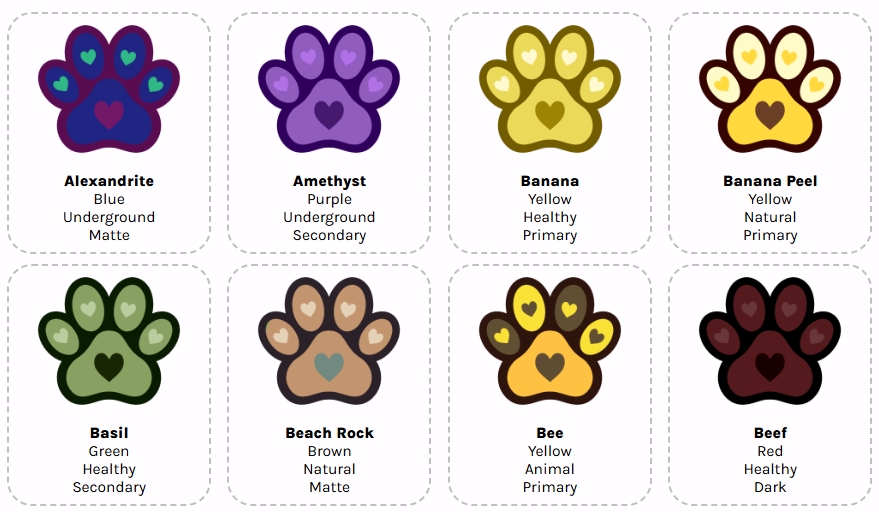 Alexandrite
Blue
Underground
Matte
Amethyst
Purple
Underground
Secondary
Banana
Yellow
Healthy
Primary
Banana Peel
Yellow
Natural
Primary
Basil
Green
Healthy
Secondary
Beach Rock
Brown
Natural
Matte
Bee
Yellow
Animal
Primary
Beef
Red
Healthy
Dark